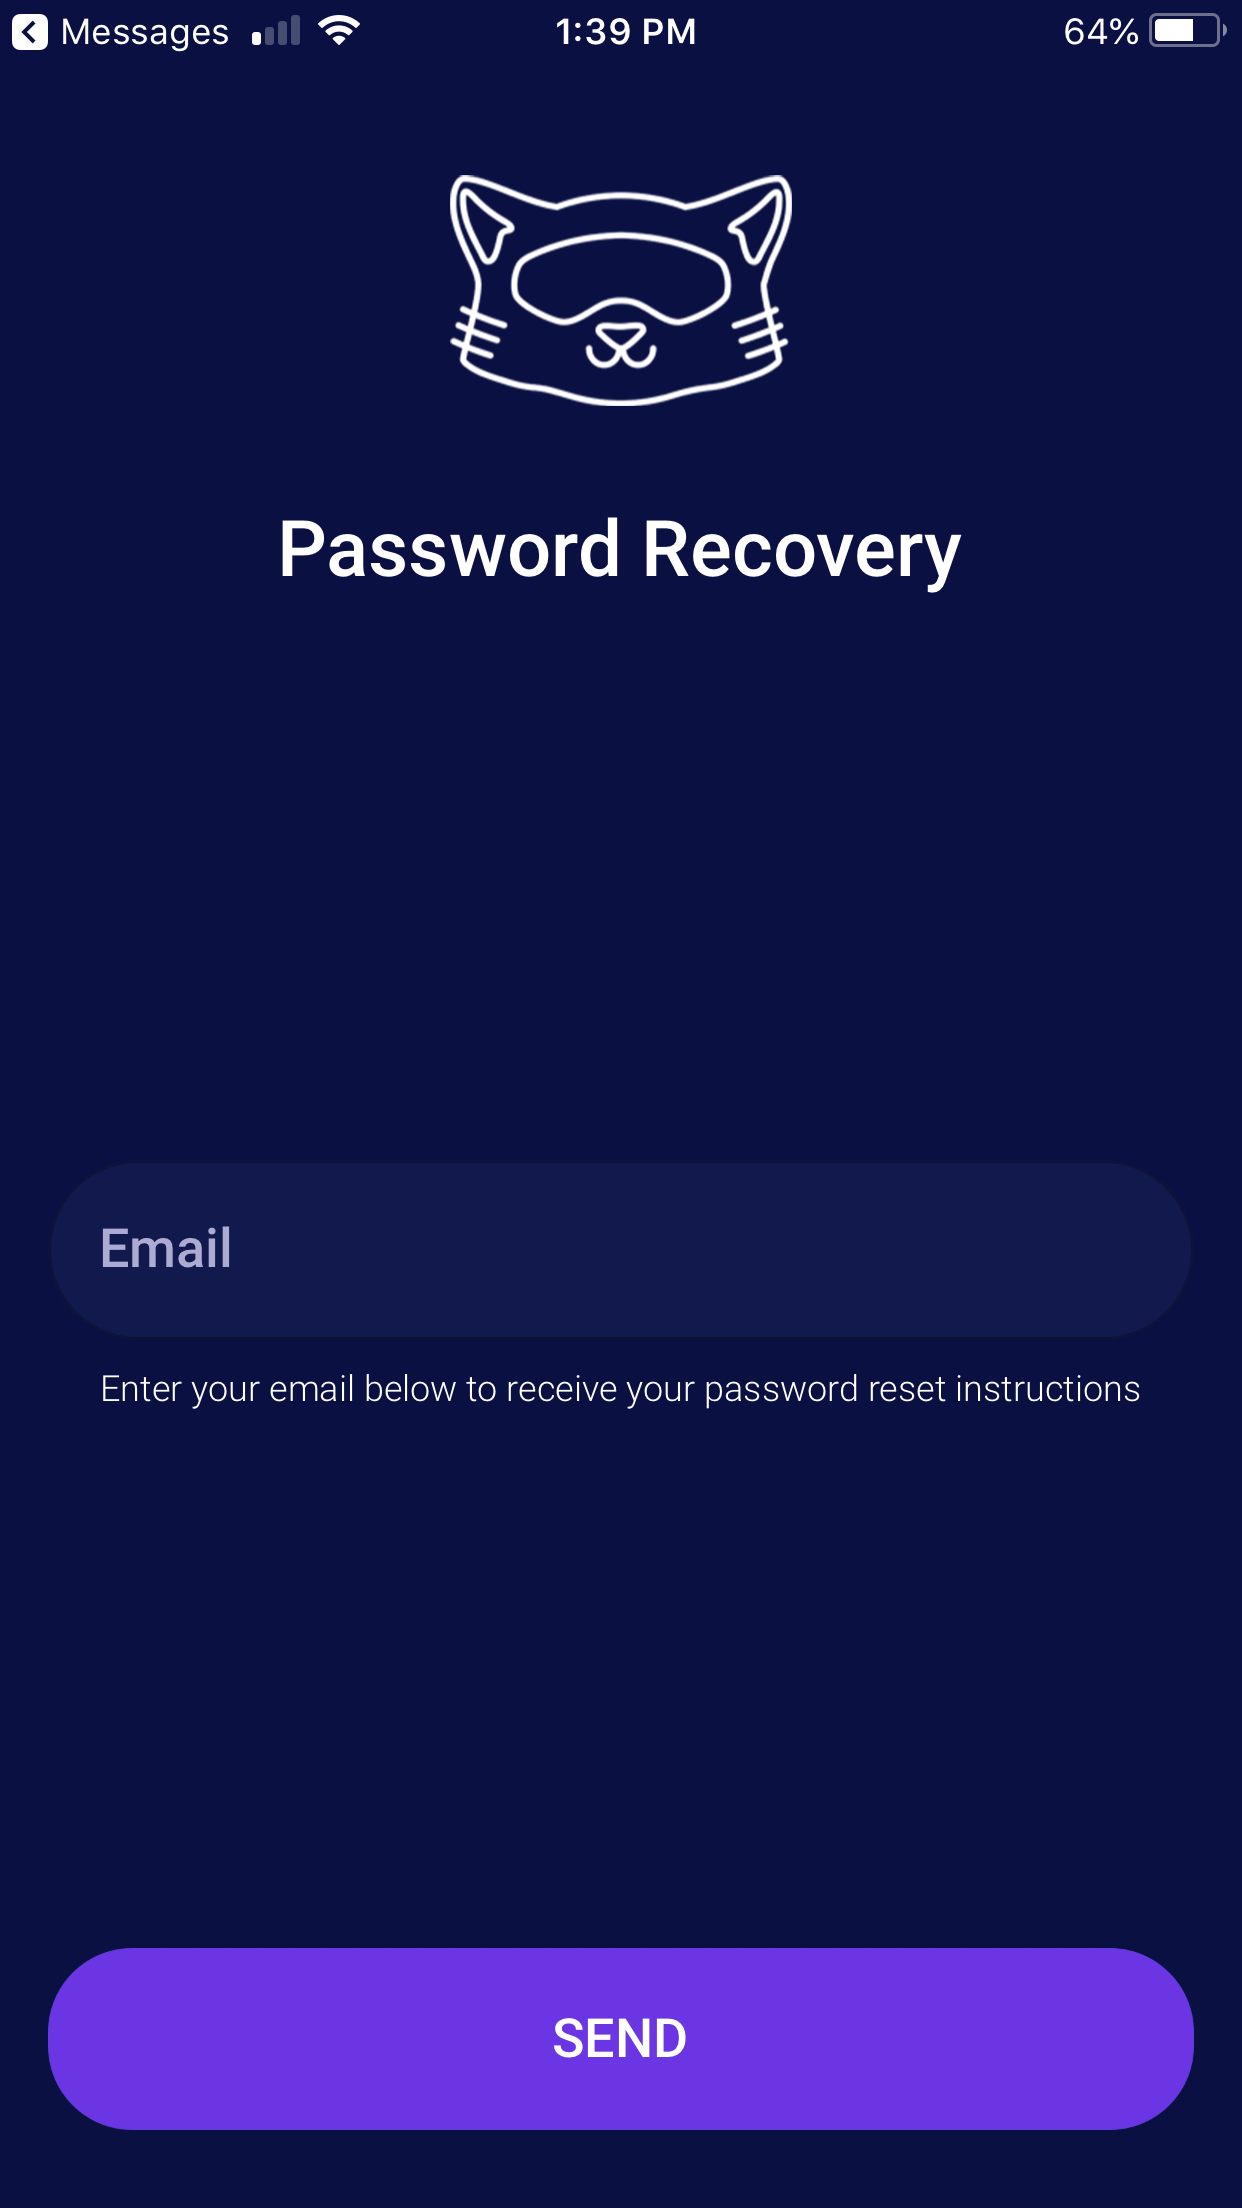 Messages 1:39 PM 64%
Password Recovery
Email
Enter your email below to receive your password reset instructions
SEND